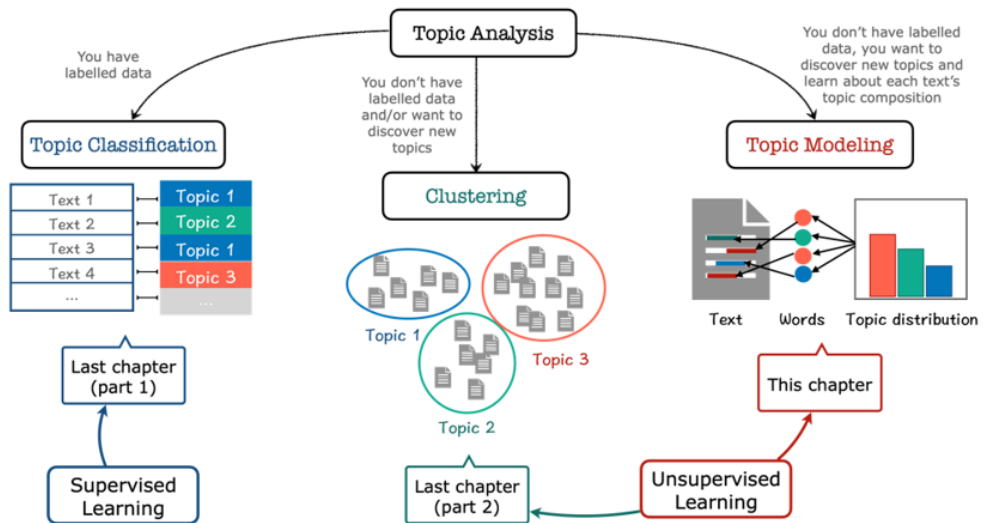 Topic Analysis
You have
labelled data
You don't have
labelled data
and/or want to
discover new
topics
You don't have labelled
data, you want to
discover new topics and
learn about each text's
topic composition
Topic Classification
Clustering
Topic Modeling
Text 1
Topic 1
Text 2
Topic 2
Text 3
Topic 1
Text 4
Topic 3
...
...
Topic 1
Topic 3
Topic 2
Text
Words
Topic distribution
Last chapter
(part 1)
This chapter
Supervised
Learning
Last chapter
(part 2)
Unsupervised
Learning